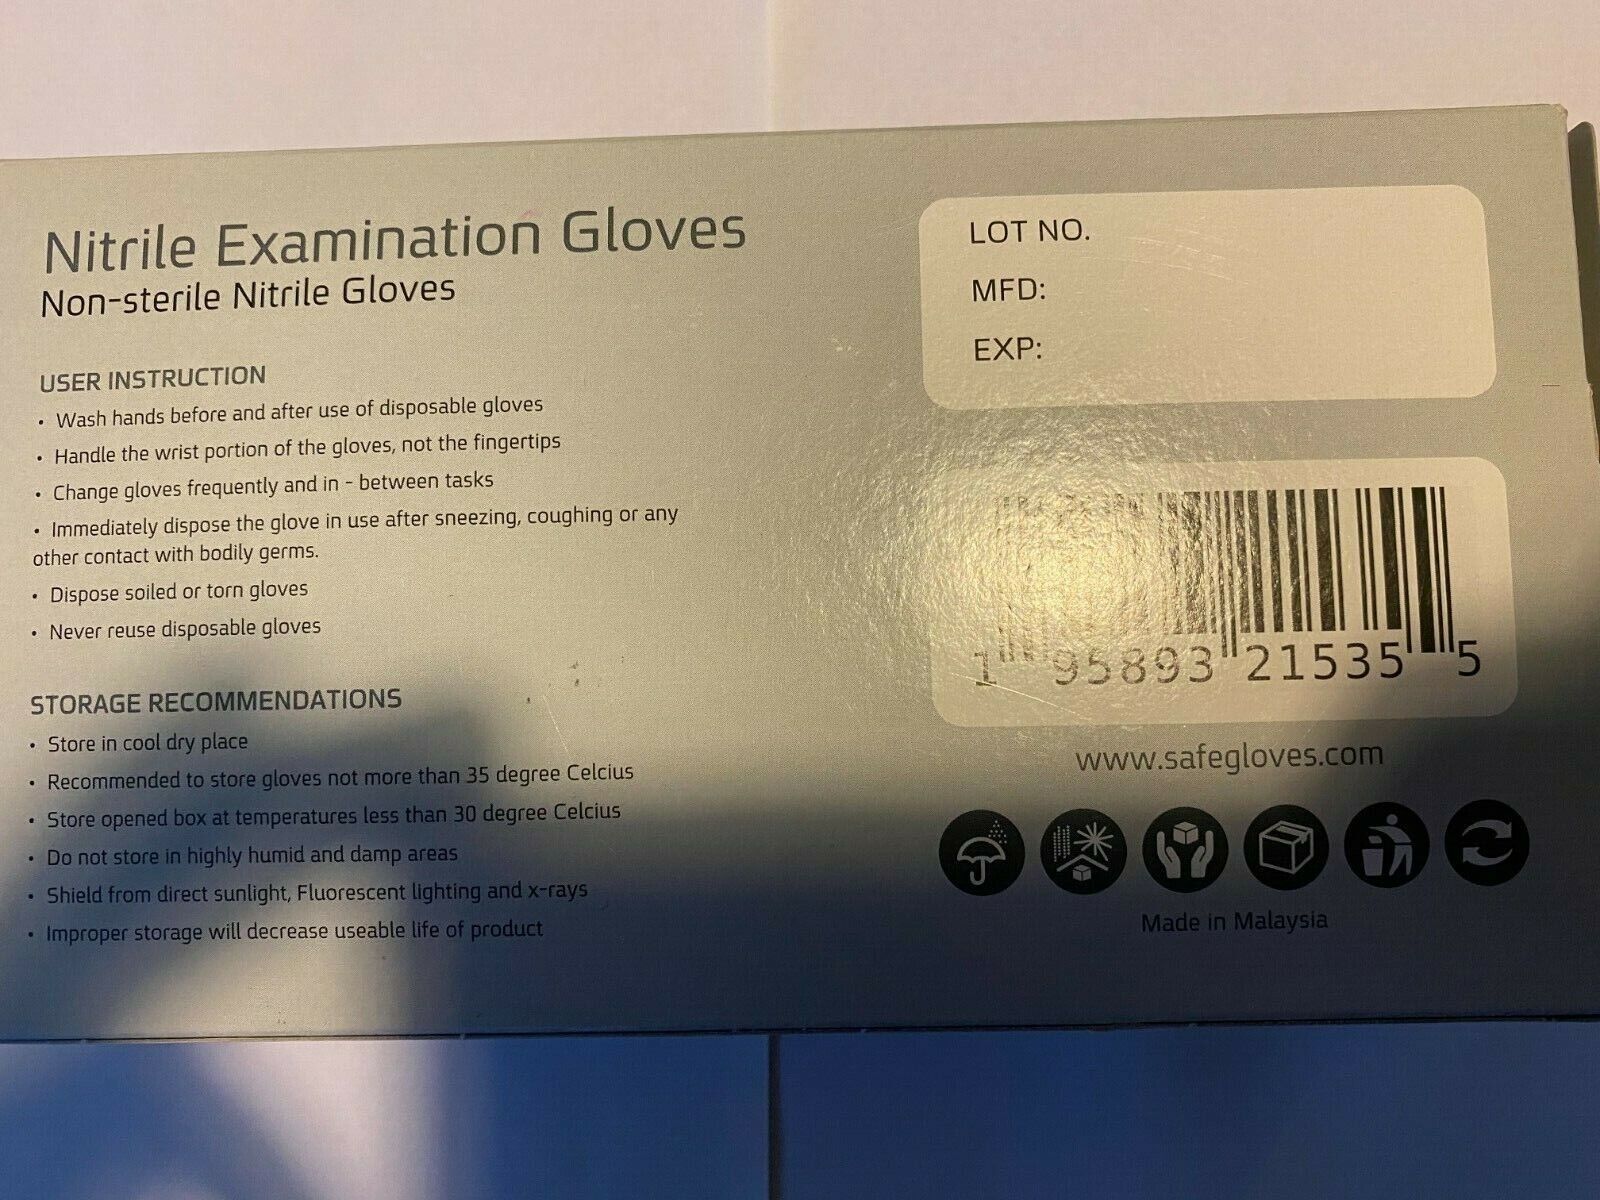 Nitrile Examination Gloves
Non-sterile Nitrile Gloves
USER INSTRUCTION
• Wash hands before and after use of disposable gloves
• Handle the wrist portion of the gloves, not the fingertips
• Change gloves frequently and in - between tasks
• Immediately dispose the glove in use after sneezing, coughing or any
other contact with bodily germs.
• Dispose soiled or torn gloves
• Never reuse disposable gloves
STORAGE RECOMMENDATIONS
• Store in cool dry place
• Recommended to store gloves not more than 35 degree Celcius
• Store opened box at temperatures less than 30 degree Celcius
• Do not store in highly humid and damp areas
• Shield from direct sunlight, Fluorescent lighting and x-rays
• Improper storage will decrease useable life of product
LOT NO.
MFD:
EXP:
1 95893 21535 5
www.safegloves.com
Made in Malaysia